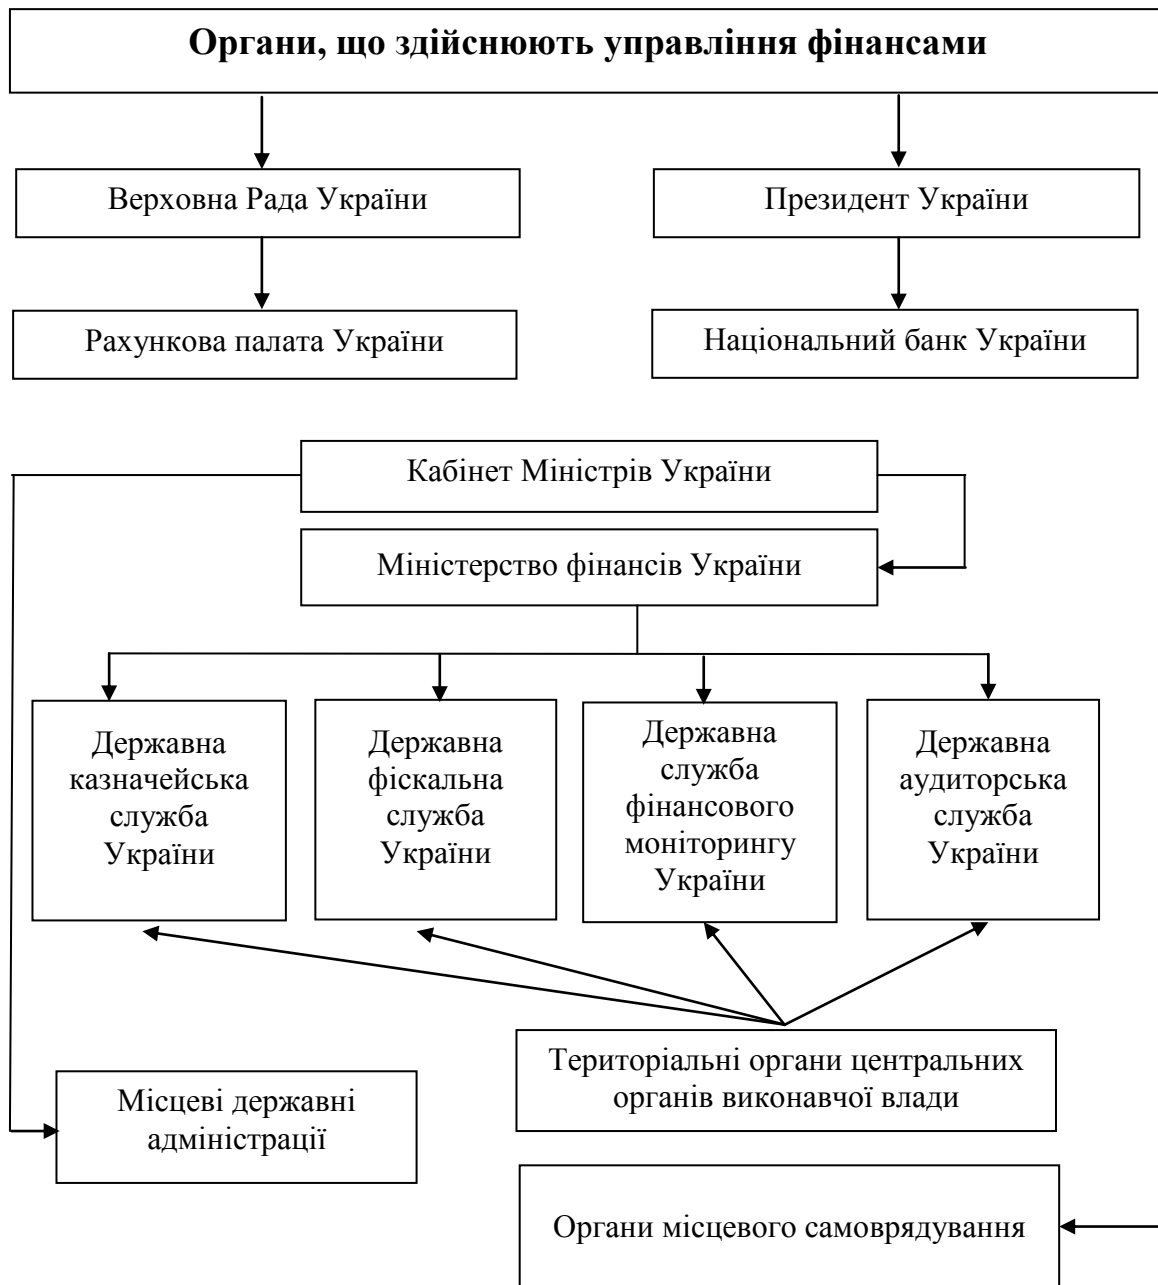 Органи, що здійснюють управління фінансами
Верховна Рада України
Президент України
Рахункова палата України
Національний банк України
Кабінет Міністрів України
Міністерство фінансів України
Державна
казначейська
служба
України
Державна
фіскальна
служба
України
Державна
служба
фінансового
моніторингу
України
Державна
аудиторська
служба
України
Територіальні органи центральних
органів виконавчої влади
Місцеві державні
адміністрації
Органи місцевого самоврядування